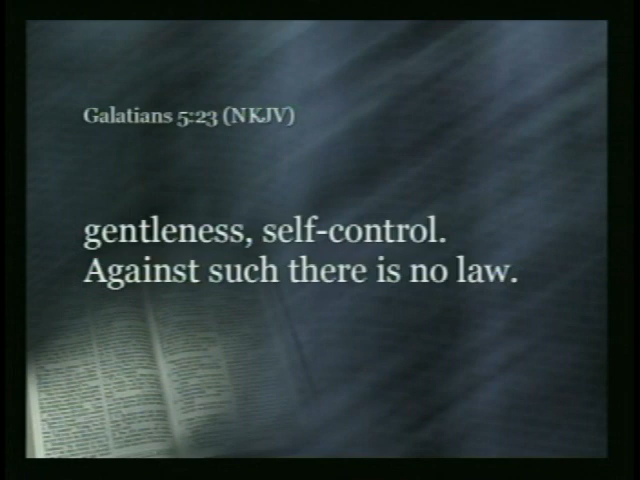 Galatians 5:23 (NKJV)
gentleness, self-control.
Against such there is no law.